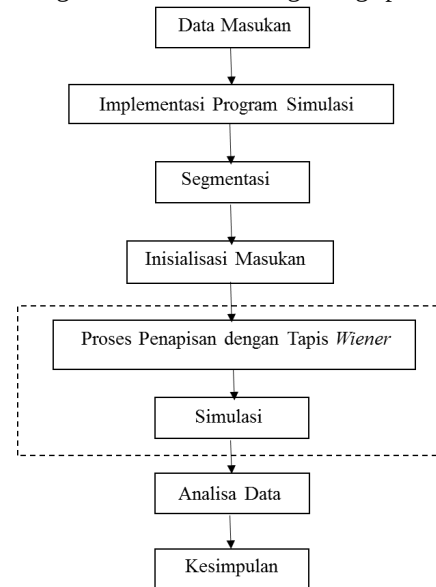 Data Masukan
Implementasi Program Simulasi
Segmentasi
Inisialisasi Masukan
Proses Penapisan dengan Tapis Wiener
Simulasi
Analisa Data
Kesimpulan